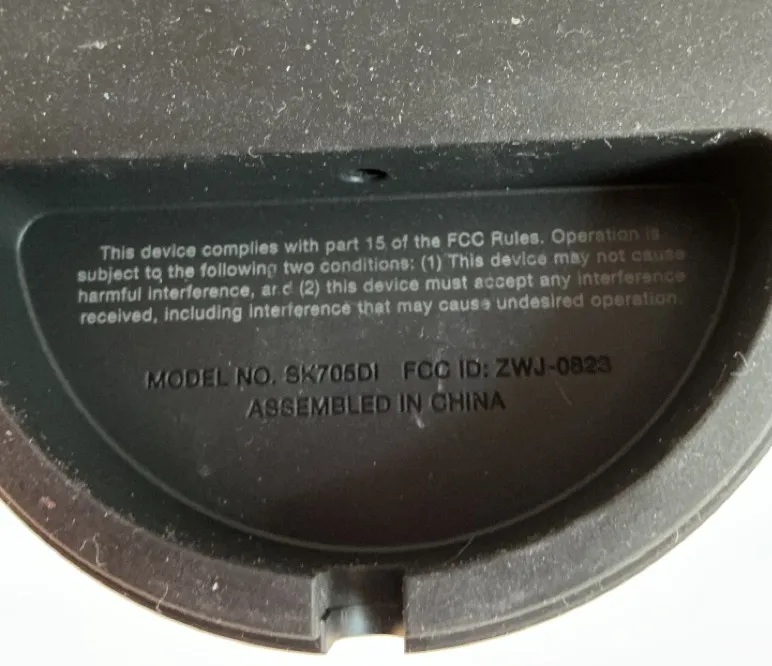 This device complies with part 15 of the FCC Rules. Operation is
subject to the following two conditions: (1) This device may not cause
harmful interference, and (2) this device must accept any interference
received, including interference that may cause undesired operation.
MODEL NO. SK705DI FCC ID: ZWJ-0823
ASSEMBLED IN CHINA